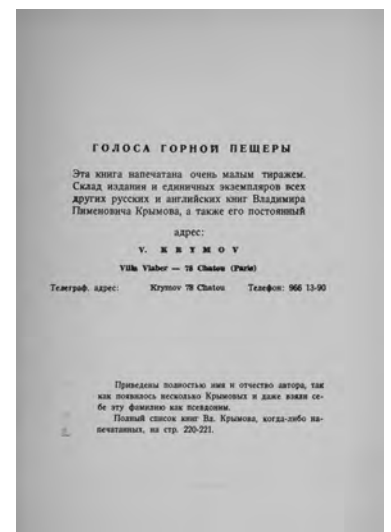 ГОЛОСА ГОРНОЙ ПЕЩЕРЫ
Эта книга напечатана очень малым тиражем.
Склад издания и единичных экземпляров всех
других русских и английских книг Владимира
Пименовича Крымова, а также его постоянный
адрес:
V. KRYMOV
Villa Vlaber — 78 Chatou (Paris)
Телеграф. адрес: Krymov 78 Chatou Телефон: 966 13-90
Приведены полностью имя и отчество автора, так
как появилось несколько Крымовых и даже взяли се-
бе эту фамилию как псевдоним.
Полный список книг Вл. Крымова, когда-либо на-
печатанных, на стр. 220-221.